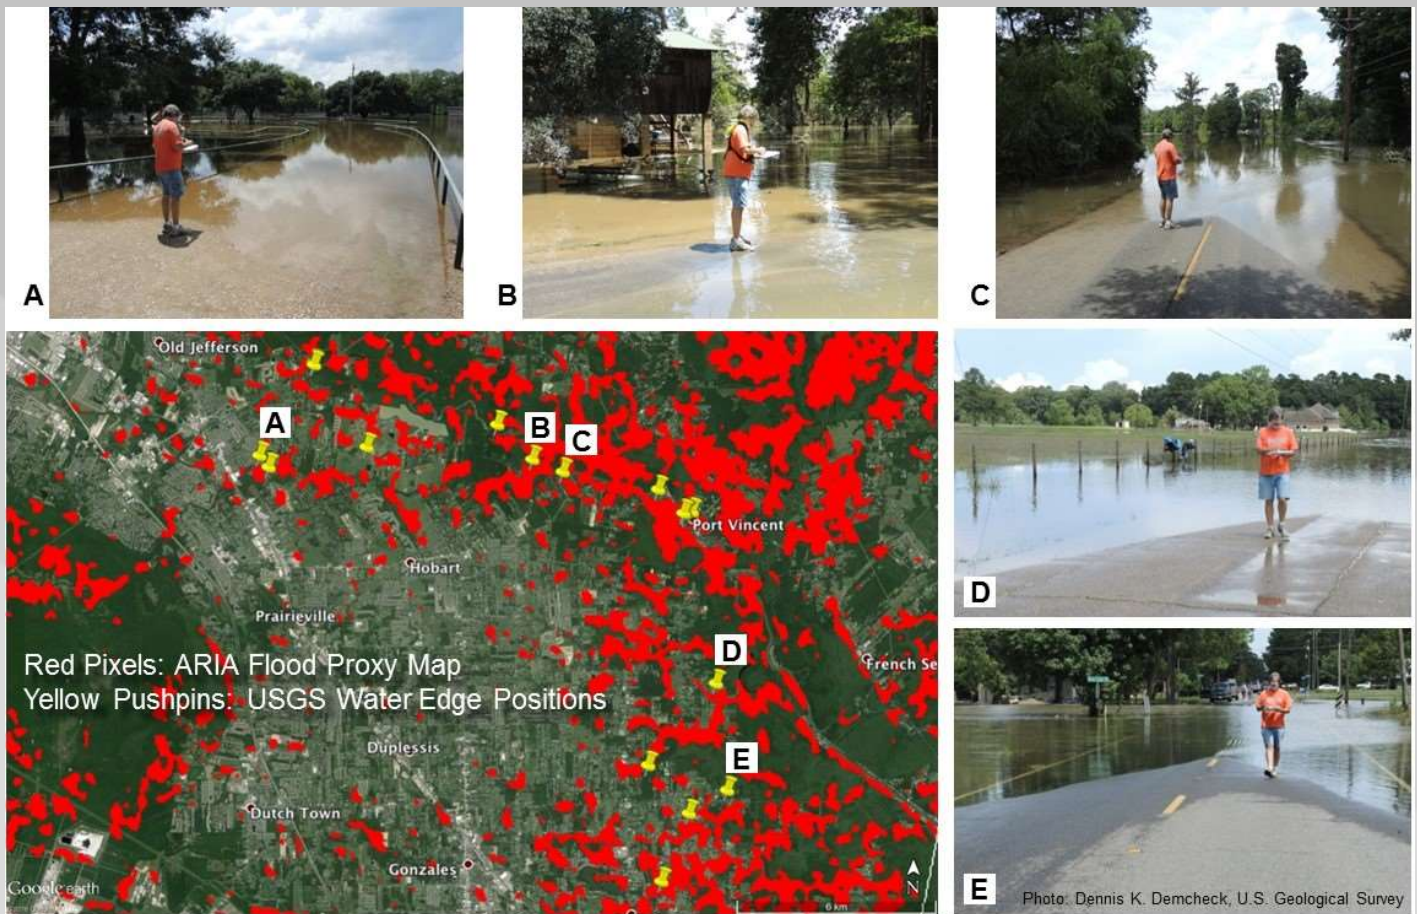 A
B
C
Old Jefferson
A
B
C
Port Vincent
Hobart
Prairieville
D
French Se
Red Pixels: ARIA Flood Proxy Map
Yellow Pushpins: USGS Water Edge Positions
Duplessis
E
Dutch Town
Gonzales
Google earth
N
6 km
D
E
Photo: Dennis K. Demcheck, U.S. Geological Survey